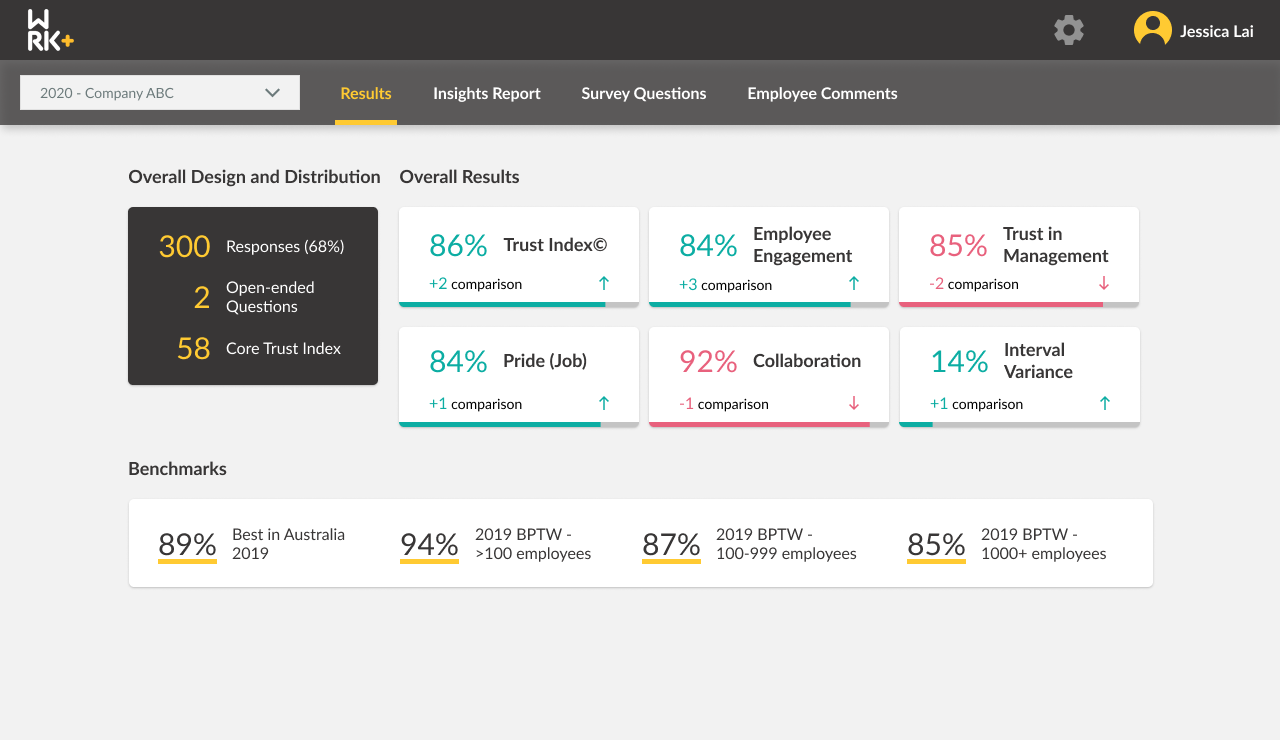 WRK+
Jessica Lai
2020 - Company ABC
Results
Insights Report
Survey Questions
Employee Comments
Overall Design and Distribution
300 Responses (68%)
2 Open-ended
Questions
58 Core Trust Index
Overall Results
86% Trust Index©
+2 comparison
84% Employee
Engagement
+3 comparison
85% Trust in
Management
-2 comparison
84% Pride (Job)
+1 comparison
92% Collaboration
-1 comparison
14% Interval
Variance
+1 comparison
Benchmarks
89% Best in Australia
2019
94% 2019 BPTW -
>100 employees
87% 2019 BPTW -
100-999 employees
85% 2019 BPTW -
1000+ employees